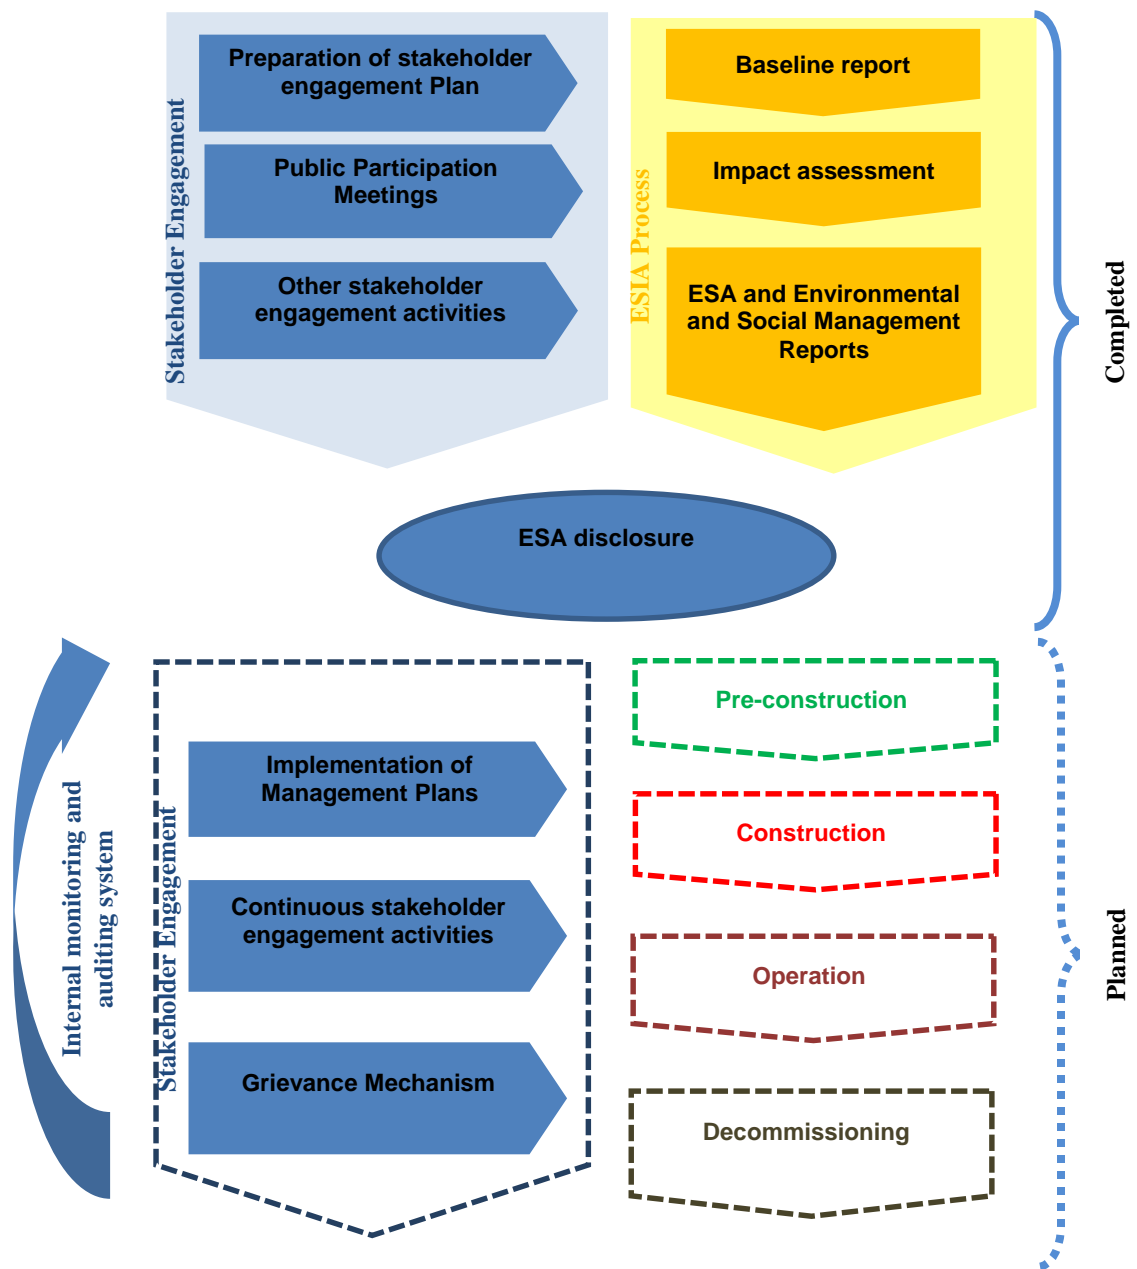 Stakeholder Engagement
Preparation of stakeholder
engagement Plan
Public Participation
Meetings
Other stakeholder
engagement activities
ESIA Process
Baseline report
Impact assessment
ESA and Environmental
and Social Management
Reports
Completed
ESA disclosure
Internal monitoring and
auditing system
Stakeholder Engagement
Implementation of
Management Plans
Continuous stakeholder
engagement activities
Grievance Mechanism
Pre-construction
Construction
Operation
Decommissioning
Planned